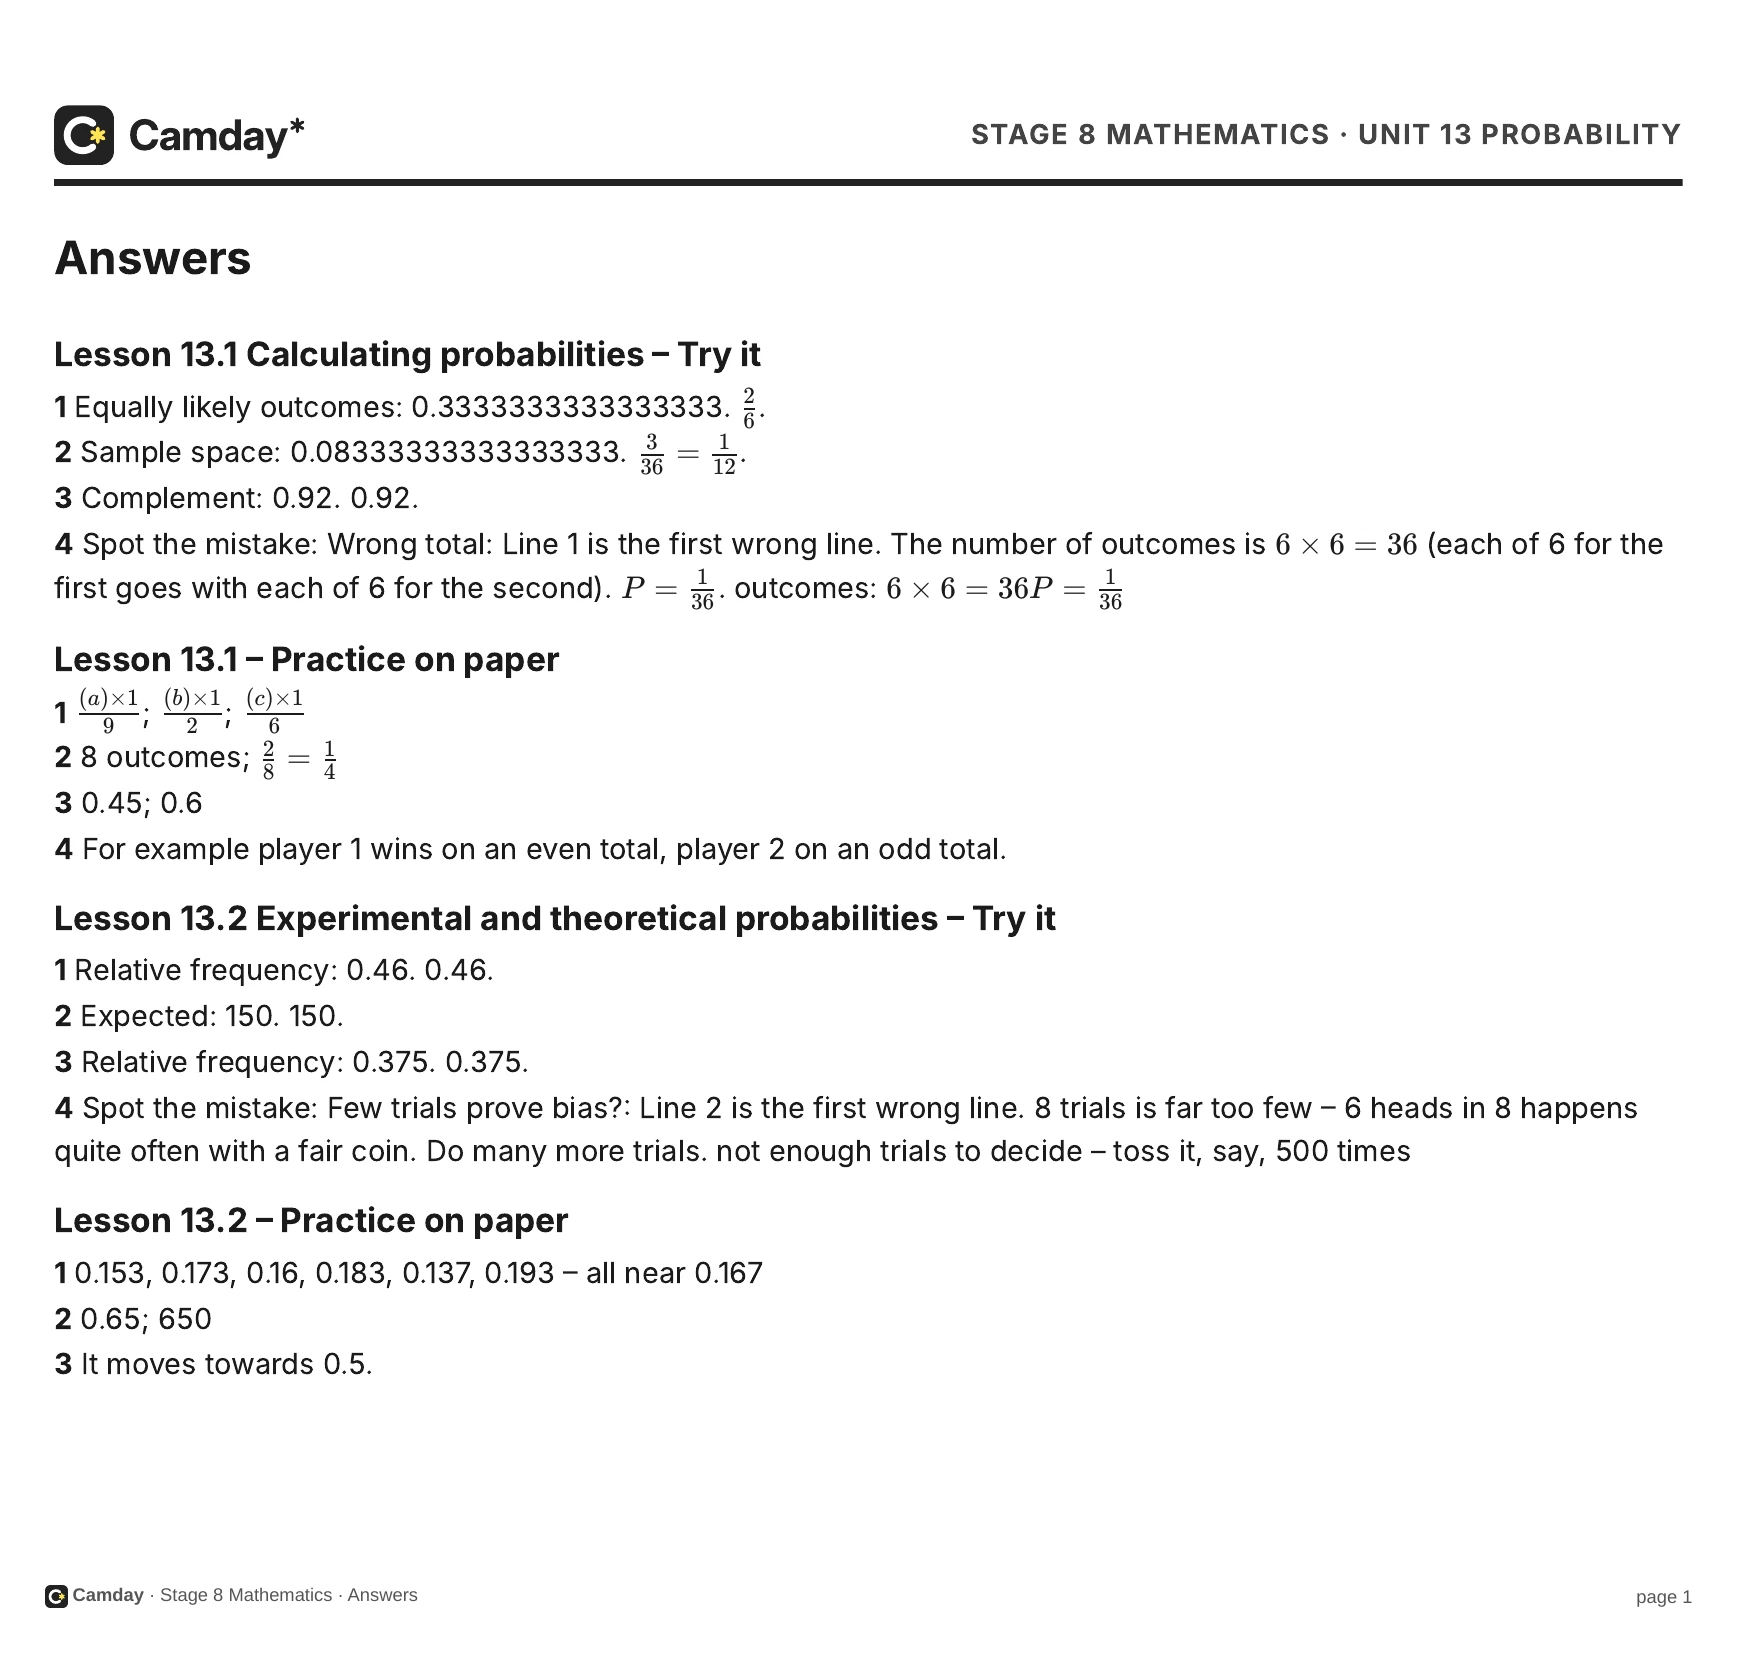 Camday*
STAGE 8 MATHEMATICS · UNIT 13 PROBABILITY
Answers
Lesson 13.1 Calculating probabilities – Try it
1 Equally likely outcomes: 0.3333333333333333. 2/6.
2 Sample space: 0.08333333333333333. 3/36 = 1/12.
3 Complement: 0.92. 0.92.
4 Spot the mistake: Wrong total: Line 1 is the first wrong line. The number of outcomes is 6 × 6 = 36 (each of 6 for the
first goes with each of 6 for the second). P = 1/36. outcomes: 6 × 6 = 36P = 1/36
Lesson 13.1 – Practice on paper
1 (a)×1/9; (b)×1/2; (c)×1/6
2 8 outcomes; 2/8 = 1/4
3 0.45; 0.6
4 For example player 1 wins on an even total, player 2 on an odd total.
Lesson 13.2 Experimental and theoretical probabilities – Try it
1 Relative frequency: 0.46. 0.46.
2 Expected: 150. 150.
3 Relative frequency: 0.375. 0.375.
4 Spot the mistake: Few trials prove bias?: Line 2 is the first wrong line. 8 trials is far too few – 6 heads in 8 happens
quite often with a fair coin. Do many more trials. not enough trials to decide – toss it, say, 500 times
Lesson 13.2 – Practice on paper
1 0.153, 0.173, 0.16, 0.183, 0.137, 0.193 – all near 0.167
2 0.65; 650
3 It moves towards 0.5.
Camday · Stage 8 Mathematics · Answers
page 1